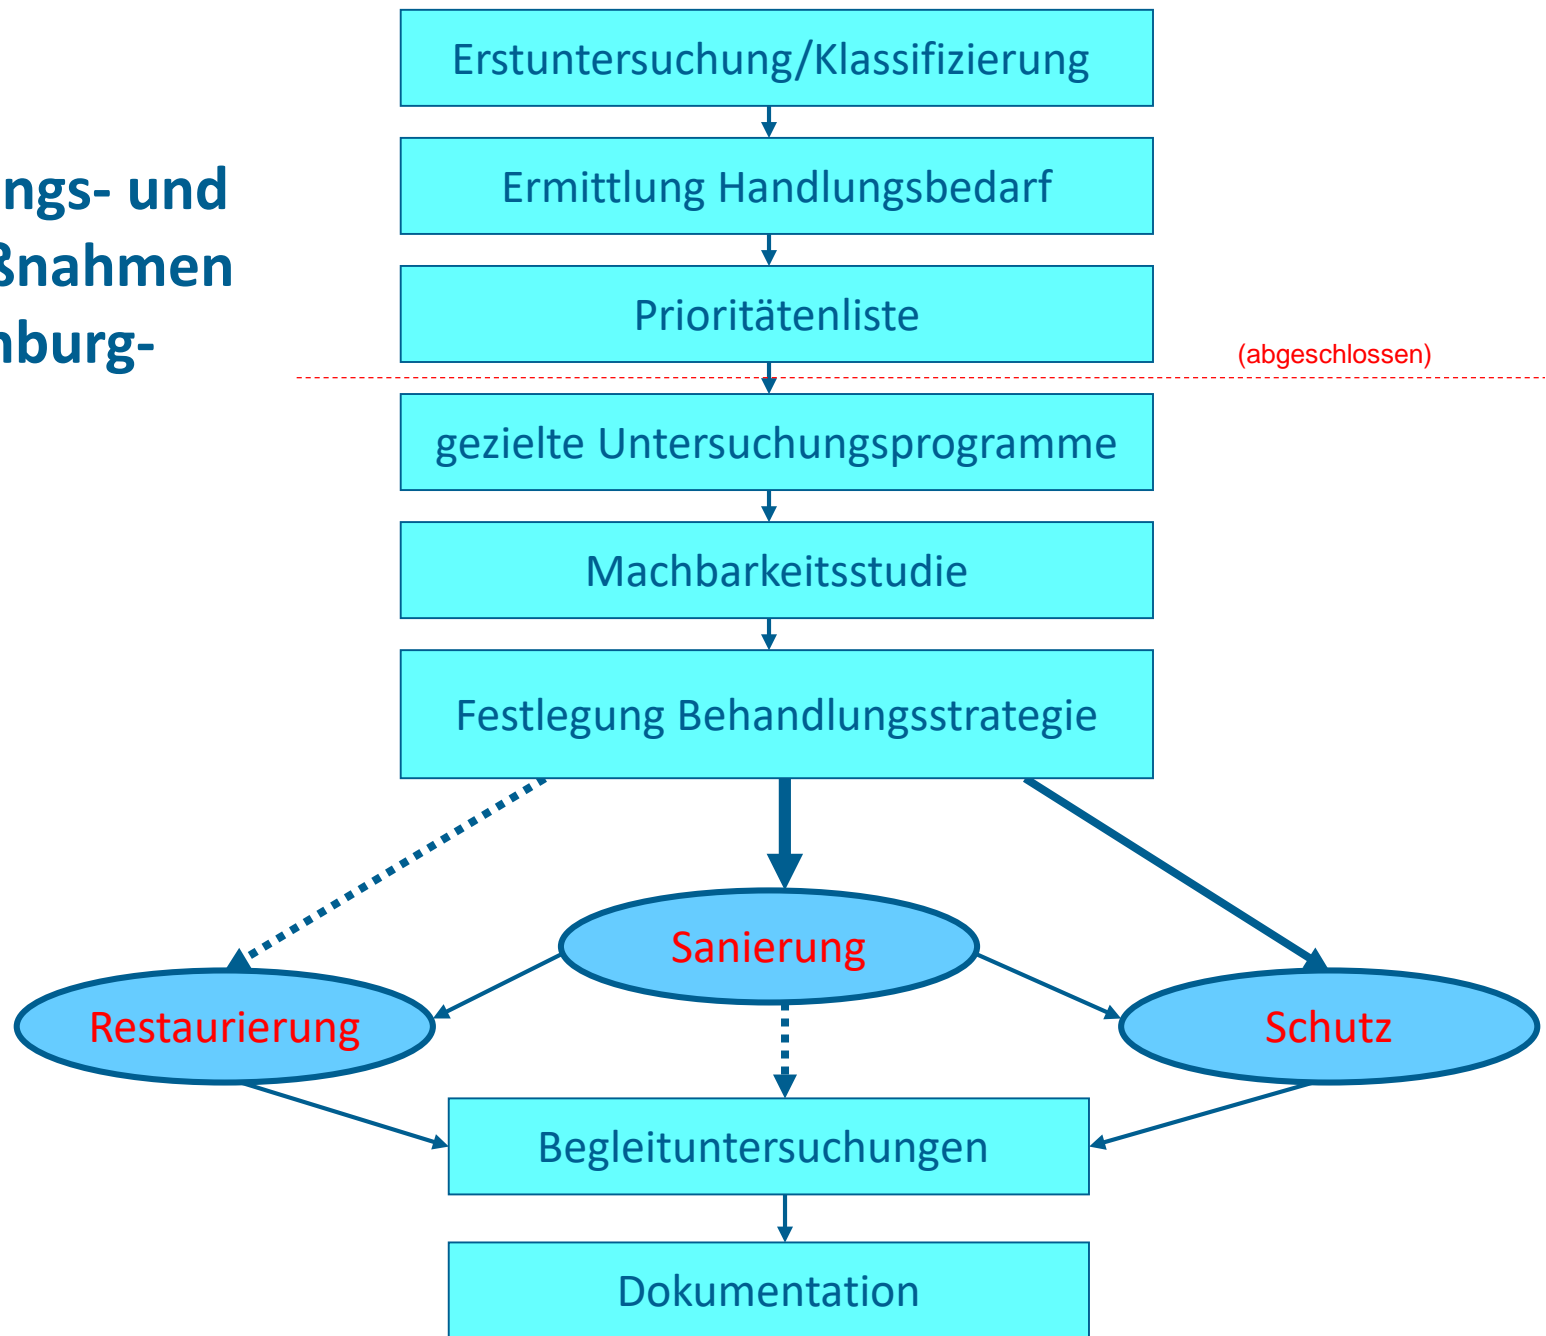 Erstuntersuchung/Klassifizierung
ngs- und
Ermittlung Handlungsbedarf
ßnahmen
nburg-
Prioritätenliste
(abgeschlossen)
gezielte Untersuchungsprogramme
Machbarkeitsstudie
Festlegung Behandlungsstrategie
Sanierung
Restaurierung
Schutz
Begleituntersuchungen
Dokumentation